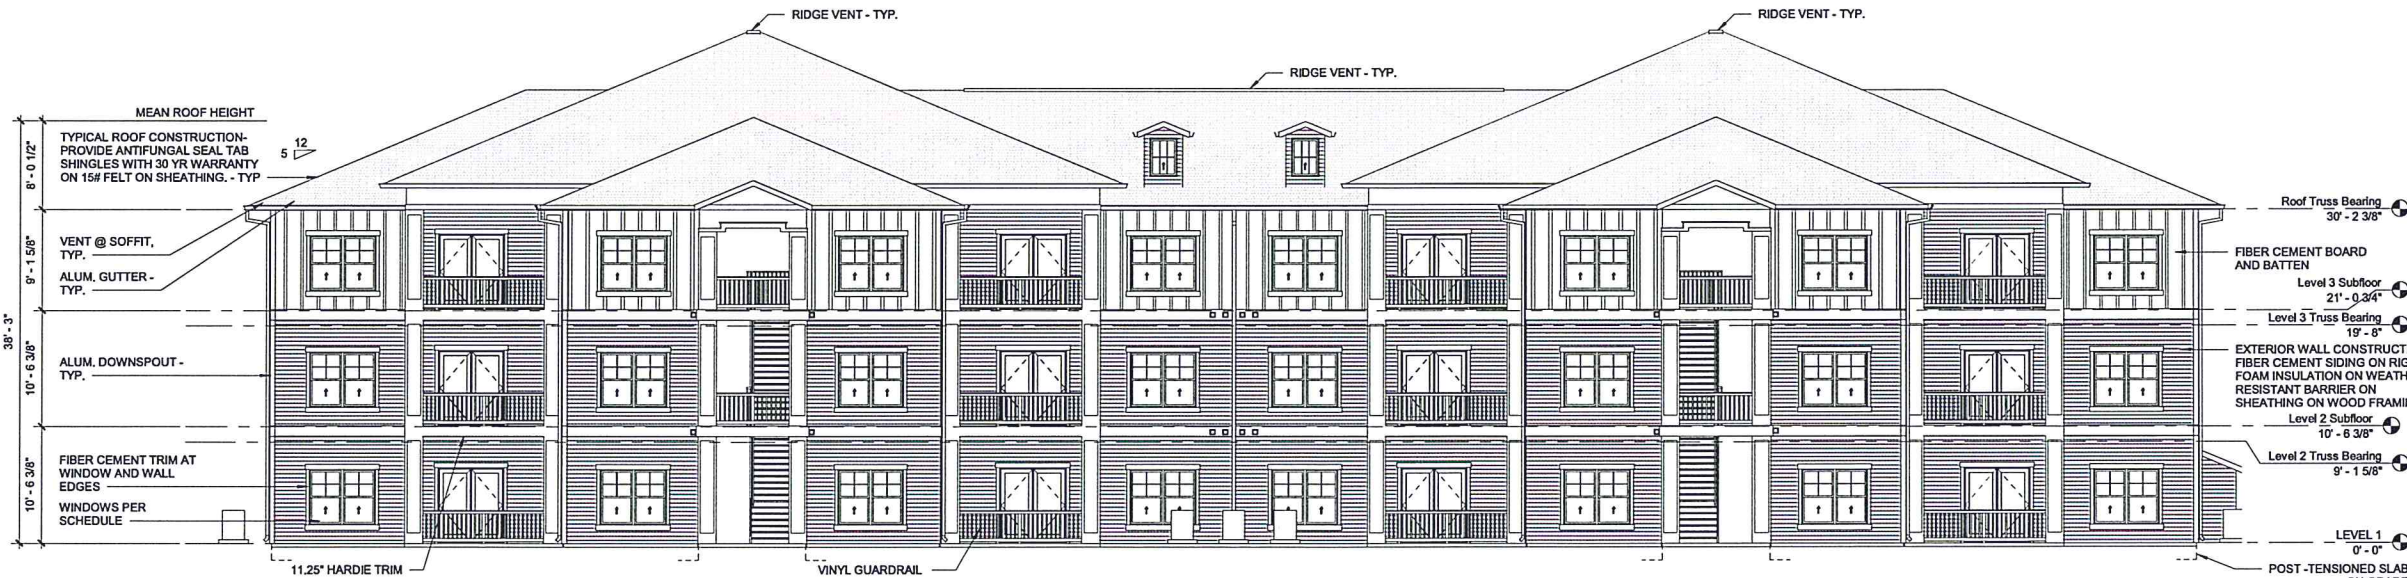 RIDGE VENT - TYP.
RIDGE VENT - TYP.
RIDGE VENT - TYP.
MEAN ROOF HEIGHT
TYPICAL ROOF CONSTRUCTION-
PROVIDE ANTIFUNGAL SEAL TAB
SHINGLES WITH 30 YR WARRANTY
ON 15# FELT ON SHEATHING. - TYP
12
5
8' - 0 1/2"
VENT @ SOFFIT,
TYP.
ALUM. GUTTER -
TYP.
9' - 1 5/8"
38' - 3"
ALUM. DOWNSPOUT -
TYP.
10' - 6 3/8"
FIBER CEMENT TRIM AT
WINDOW AND WALL
EDGES
WINDOWS PER
SCHEDULE
10' - 6 3/8"
11.25" HARDIE TRIM
VINYL GUARDRAIL
Roof Truss Bearing
30' - 2 3/8"
FIBER CEMENT BOARD
AND BATTEN
Level 3 Subfloor
21' - 0 3/4"
Level 3 Truss Bearing
19' - 8"
EXTERIOR WALL CONSTRUCT
FIBER CEMENT SIDING ON RIG
FOAM INSULATION ON WEATH
RESISTANT BARRIER ON
SHEATHING ON WOOD FRAMI
Level 2 Subfloor
10' - 6 3/8"
Level 2 Truss Bearing
9' - 1 5/8"
LEVEL 1
0' - 0"
POST -TENSIONED SLAB